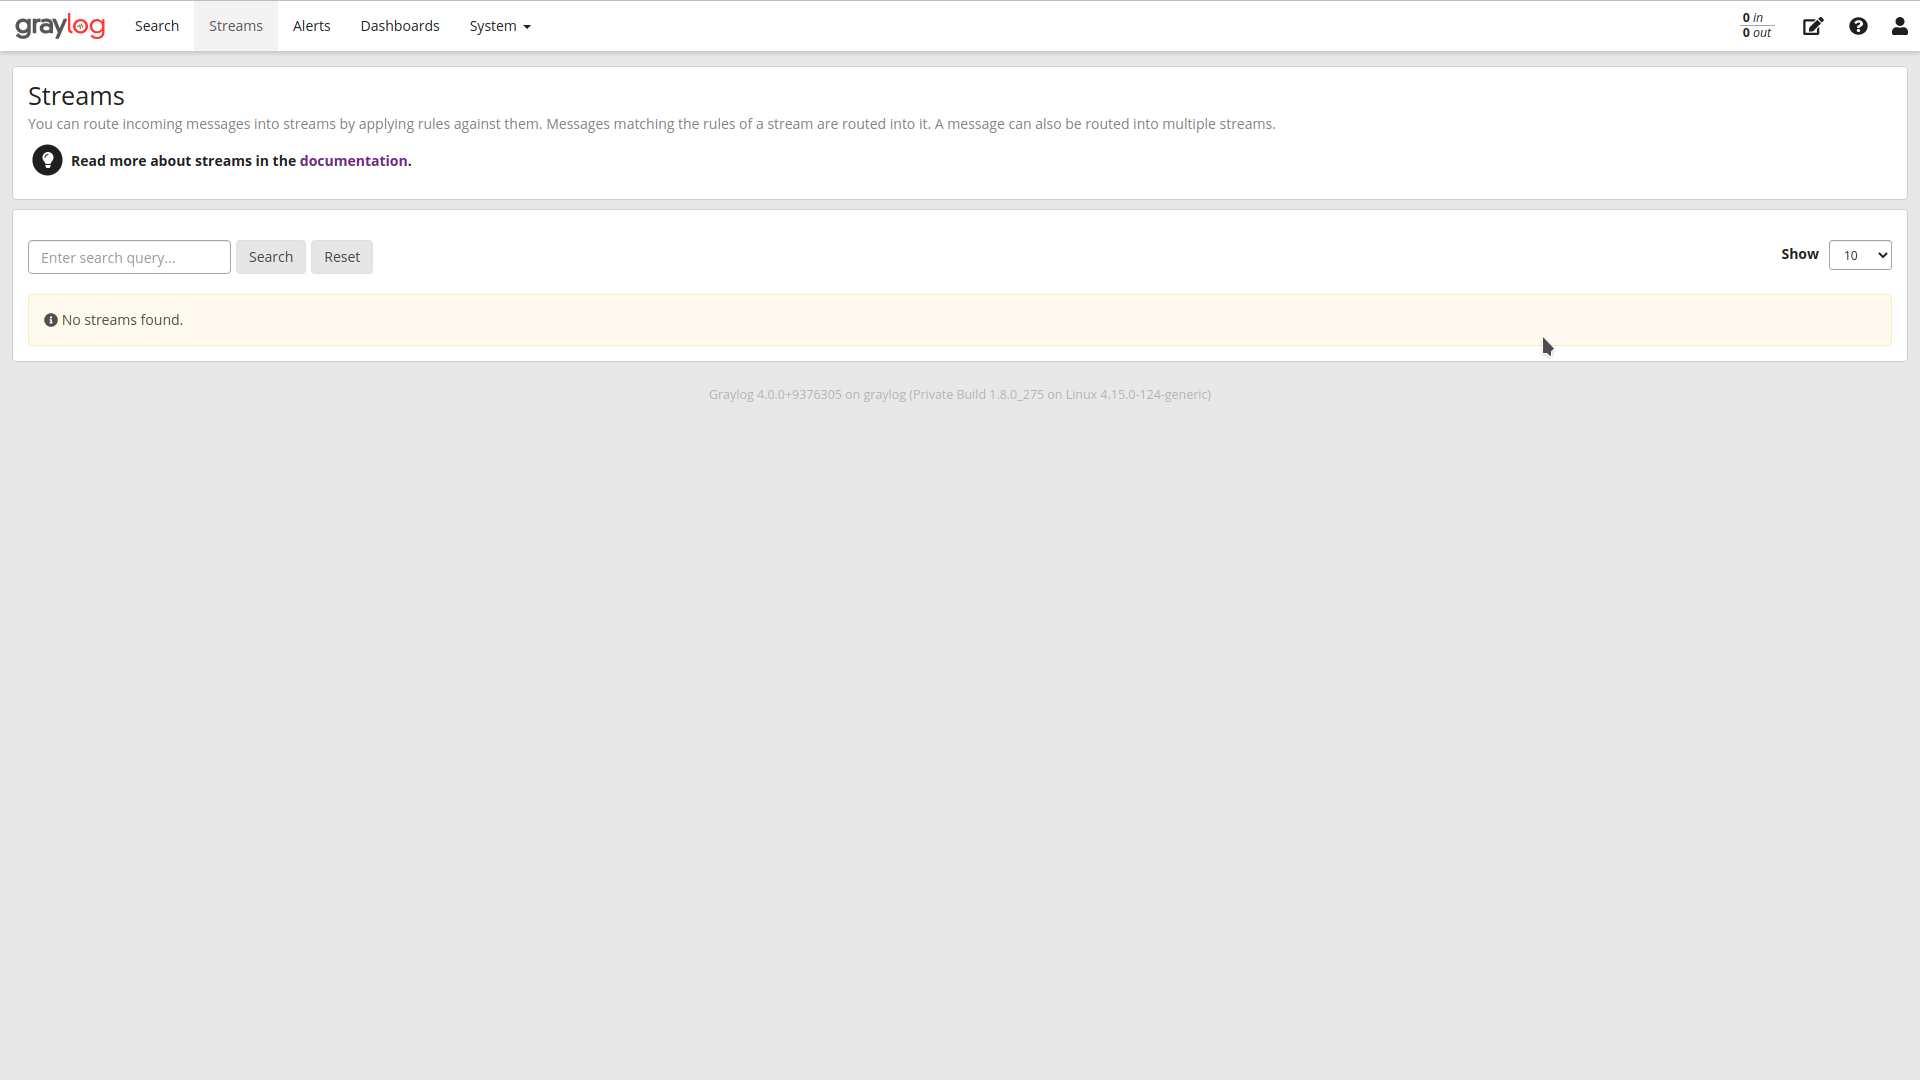 graylog Search Streams Alerts Dashboards System
0 in
0 out
Streams
You can route incoming messages into streams by applying rules against them. Messages matching the rules of a stream are routed into it. A message can also be routed into multiple streams.
Read more about streams in the documentation.
Enter search query... Search Reset Show 10
No streams found.
Graylog 4.0.0+9376305 on graylog (Private Build 1.8.0_275 on Linux 4.15.0-124-generic)